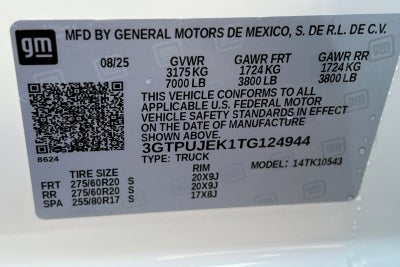 gm MFD BY GENERAL MOTORS DE MEXICO, S. DE R.L. DE C.V.
08/25 GVWR GAWR FRT GAWR RR
3175 KG 1724 KG 1724 KG
7000 LB 3800 LB 3800 LB
THIS VEHICLE CONFORMS TO ALL
APPLICABLE U.S. FEDERAL MOTOR
VEHICLE SAFETY STANDARDS IN EFFECT
ON THE DATE OF MANUFACTURE
SHOWN ABOVE.
3GTPUJEK1TG124944
8624 TYPE: TRUCK MODEL: 14TK10543
TIRE SIZE RIM
FRT 275/60R20 S 20X9J
RR 275/60R20 S 20X9J
SPA 255/80R17 S 17X8J